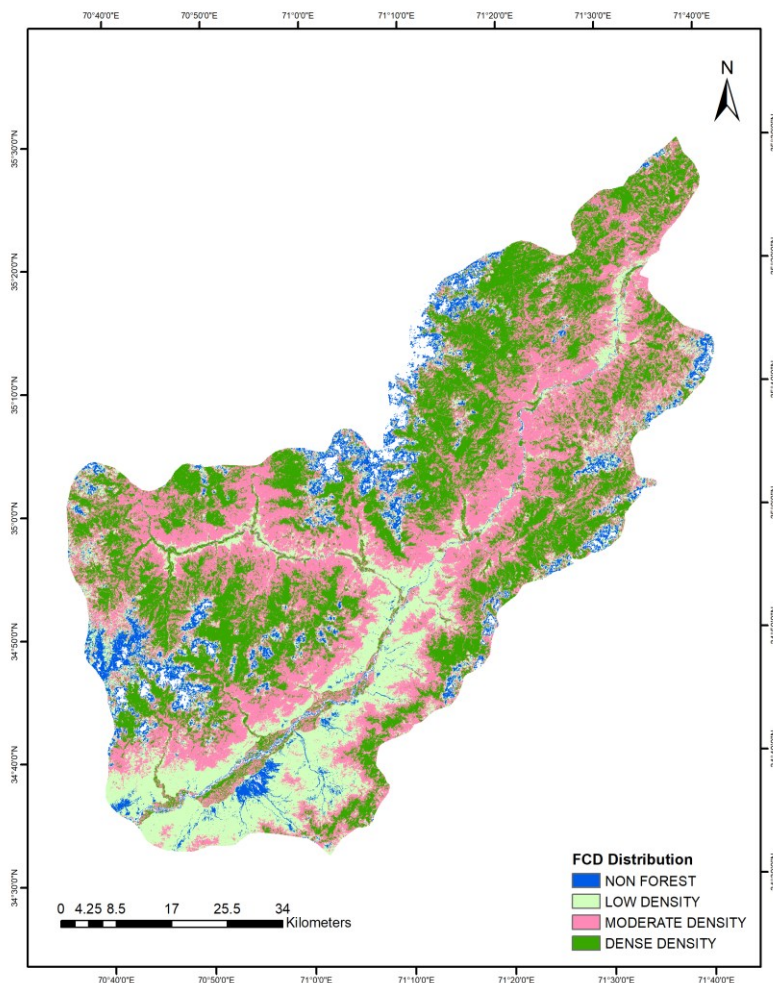 70°40'0"E 70°50'0"E 71°0'0"E 71°10'0"E 71°20'0"E 71°30'0"E 71°40'0"E
N
35°30'0"N
35°20'0"N
35°10'0"N
35°0'0"N
34°50'0"N
34°40'0"N
34°30'0"N
FCD Distribution
NON FOREST
LOW DENSITY
MODERATE DENSITY
DENSE DENSITY
0 4.25 8.5 17 25.5 34
Kilometers
70°40'0"E 70°50'0"E 71°0'0"E 71°10'0"E 71°20'0"E 71°30'0"E